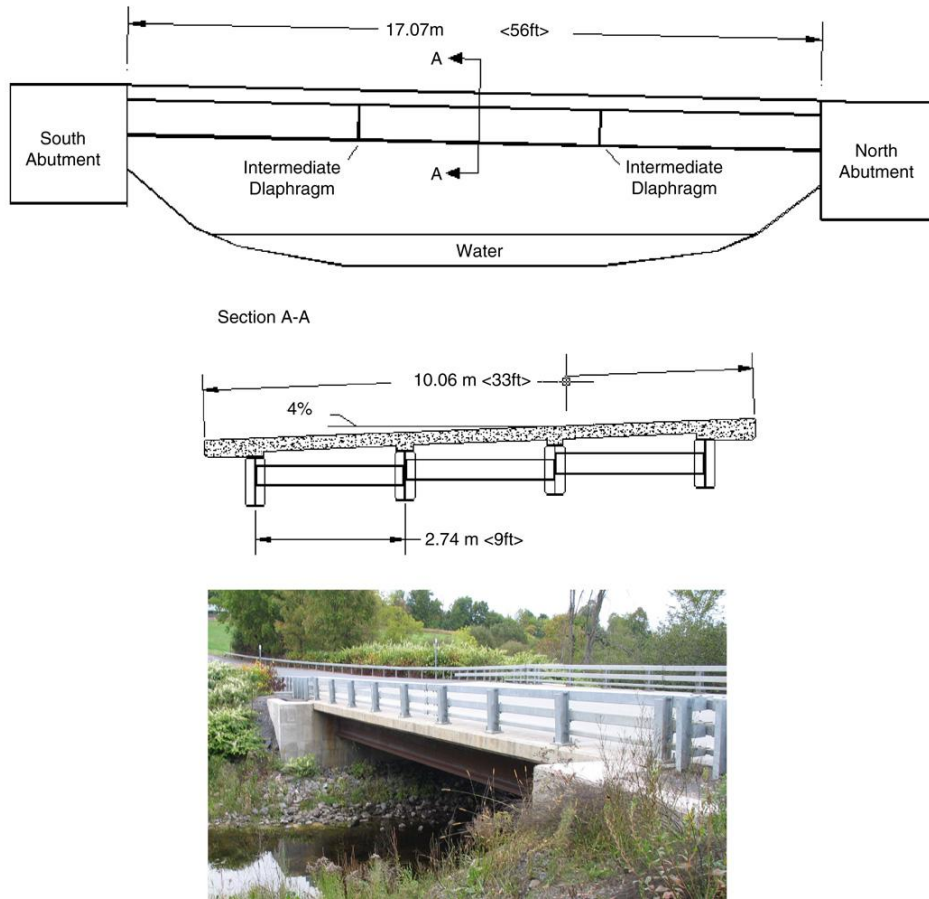 17.07m <56ft>
A
South
Abutment
North
Abutment
Intermediate
Dlaphragm
A
Intermediate
Dlaphragm
Water
Section A-A
10.06 m <33ft>
4%
2.74 m <9ft>